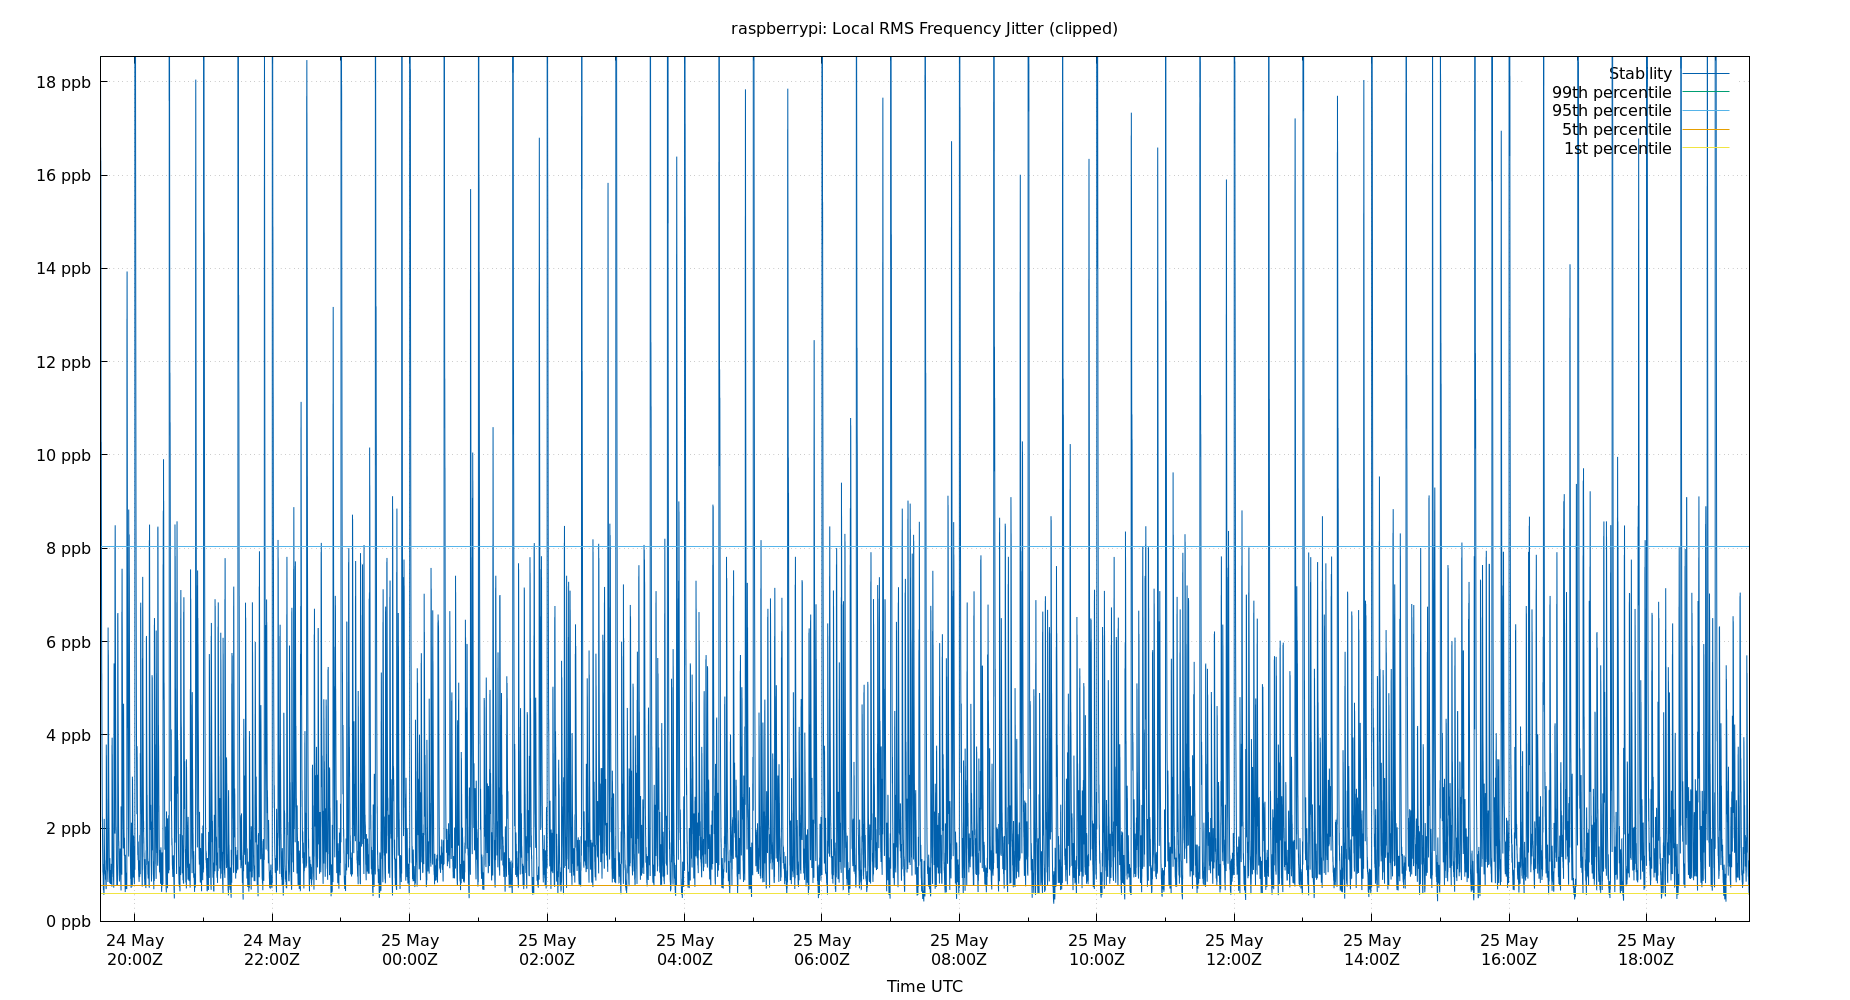 raspberrypi: Local RMS Frequency Jitter (clipped)
18 ppb
16 ppb
14 ppb
12 ppb
10 ppb
8 ppb
6 ppb
4 ppb
2 ppb
0 ppb
Stability
99th percentile
95th percentile
5th percentile
1st percentile
24 May 24 May 25 May 25 May 25 May 25 May 25 May 25 May 25 May 25 May 25 May 25 May
20:00Z 22:00Z 00:00Z 02:00Z 04:00Z 06:00Z 08:00Z 10:00Z 12:00Z 14:00Z 16:00Z 18:00Z
Time UTC